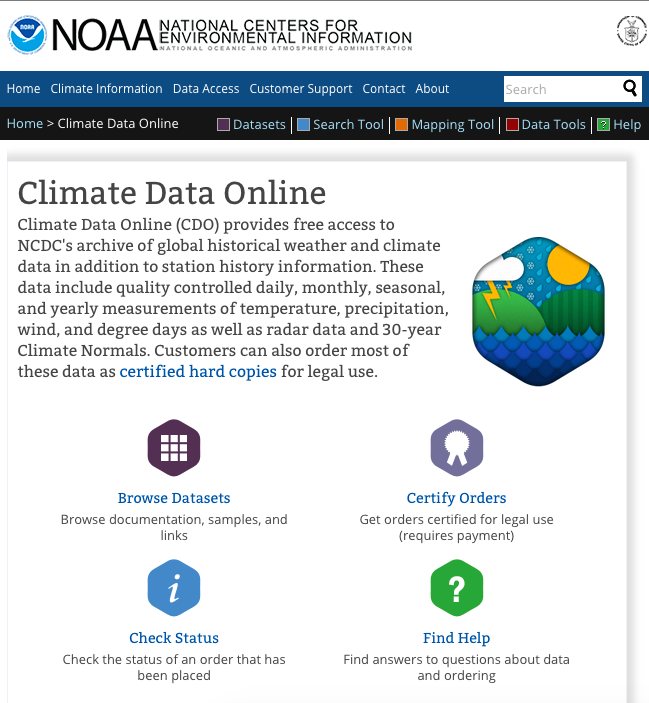 NOAA
NOAA NATIONAL CENTERS FOR
ENVIRONMENTAL INFORMATION
NATIONAL OCEANIC AND ATMOSPHERIC ADMINISTRATION
Home Climate Information Data Access Customer Support Contact About Search
Home > Climate Data Online Datasets Search Tool Mapping Tool Data Tools ? Help
Climate Data Online
Climate Data Online (CDO) provides free access to
NCDC's archive of global historical weather and climate
data in addition to station history information. These
data include quality controlled daily, monthly, seasonal,
and yearly measurements of temperature, precipitation,
wind, and degree days as well as radar data and 30-year
Climate Normals. Customers can also order most of
these data as certified hard copies for legal use.
Browse Datasets
Browse documentation, samples, and
links
Certify Orders
Get orders certified for legal use
(requires payment)
i
Check Status
Check the status of an order that has
been placed
?
Find Help
Find answers to questions about data
and ordering